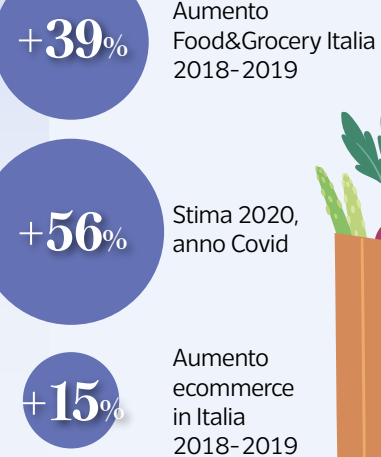 Aumento
+39% Food&Grocery Italia
2018-2019
+56% Stima 2020,
anno Covid
Aumento
ecommerce
+15% in Italia
2018-2019